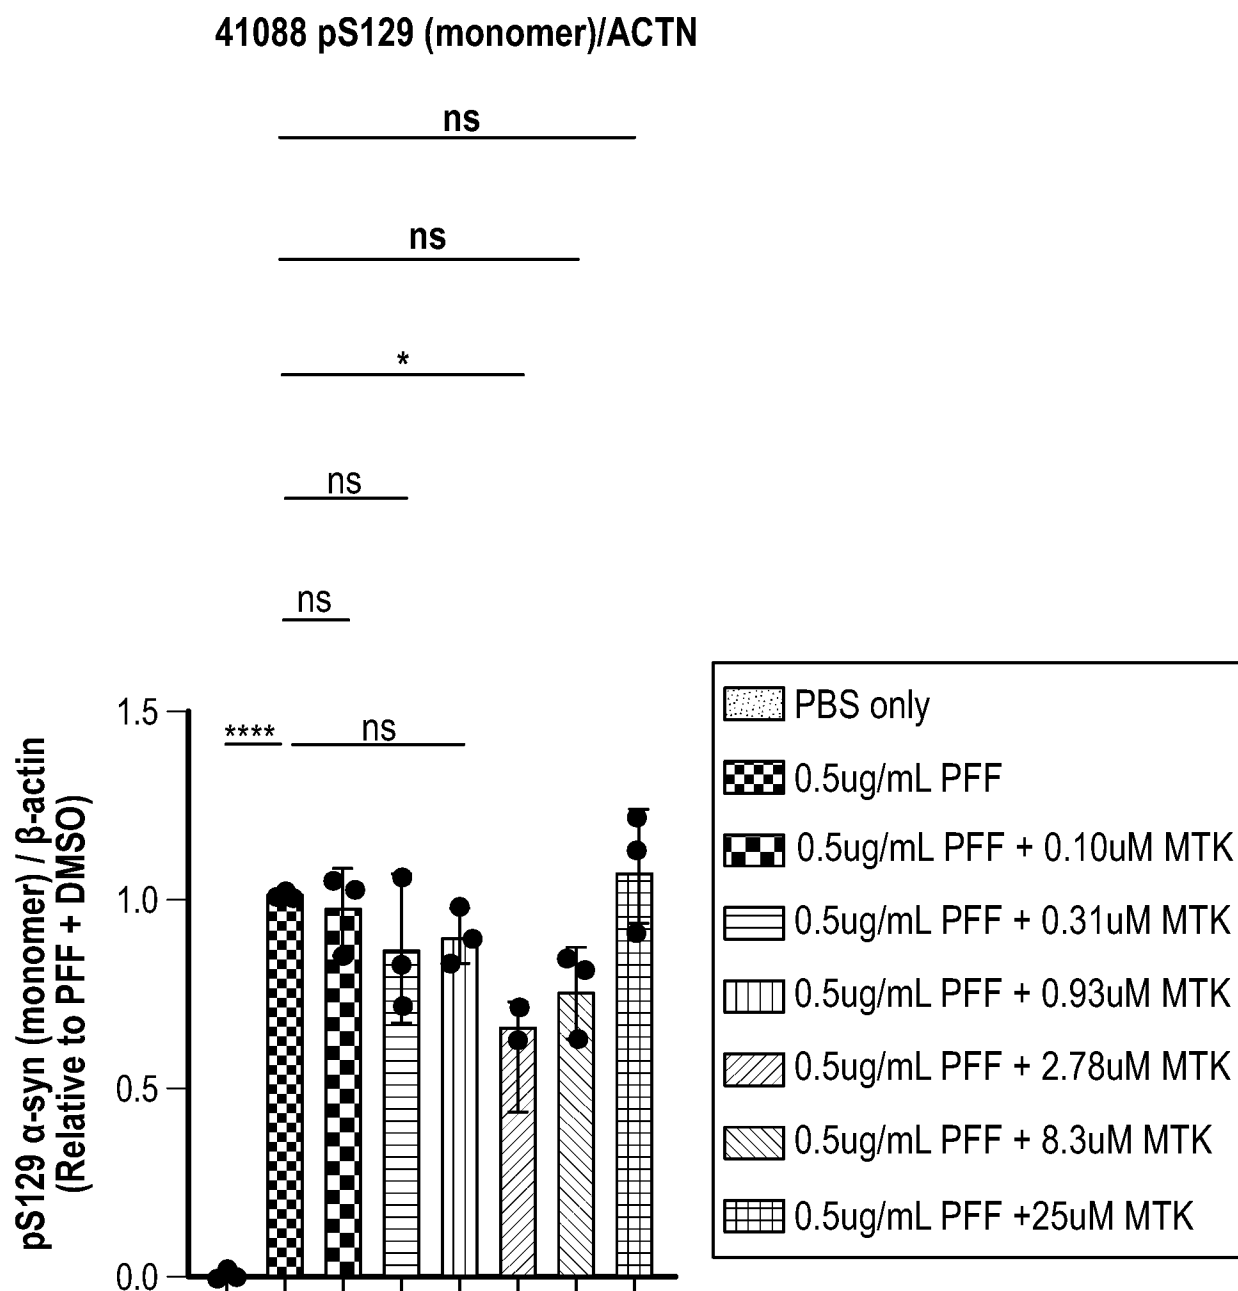 41088 pS129 (monomer)/ACTN
ns
ns
*
ns
ns
**** ns
pS129 α-syn (monomer) / β-actin
(Relative to PFF + DMSO)
1.5
1.0
0.5
0.0
PBS only
0.5ug/mL PFF
0.5ug/mL PFF + 0.10uM MTK
0.5ug/mL PFF + 0.31uM MTK
0.5ug/mL PFF + 0.93uM MTK
0.5ug/mL PFF + 2.78uM MTK
0.5ug/mL PFF + 8.3uM MTK
0.5ug/mL PFF +25uM MTK